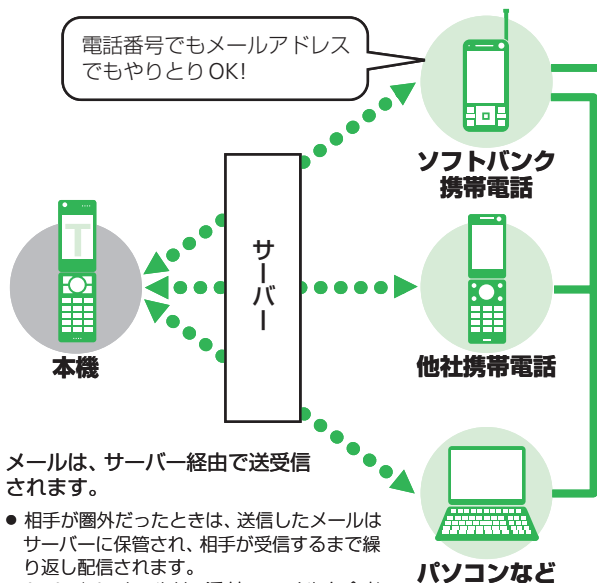 電話番号でもメールアドレス
でもやりとりOK!
ソフトバンク
携帯電話
サーバー
T
本機
他社携帯電話
メールは、サーバー経由で送受信
されます。
● 相手が圏外だったときは、送信したメールは
サーバーに保管され、相手が受信するまで繰
り返し配信されます。
パソコンなど